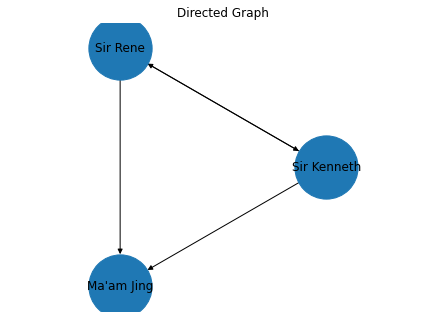 Directed Graph
Sir Rene
Sir Kenneth
Ma'am Jing